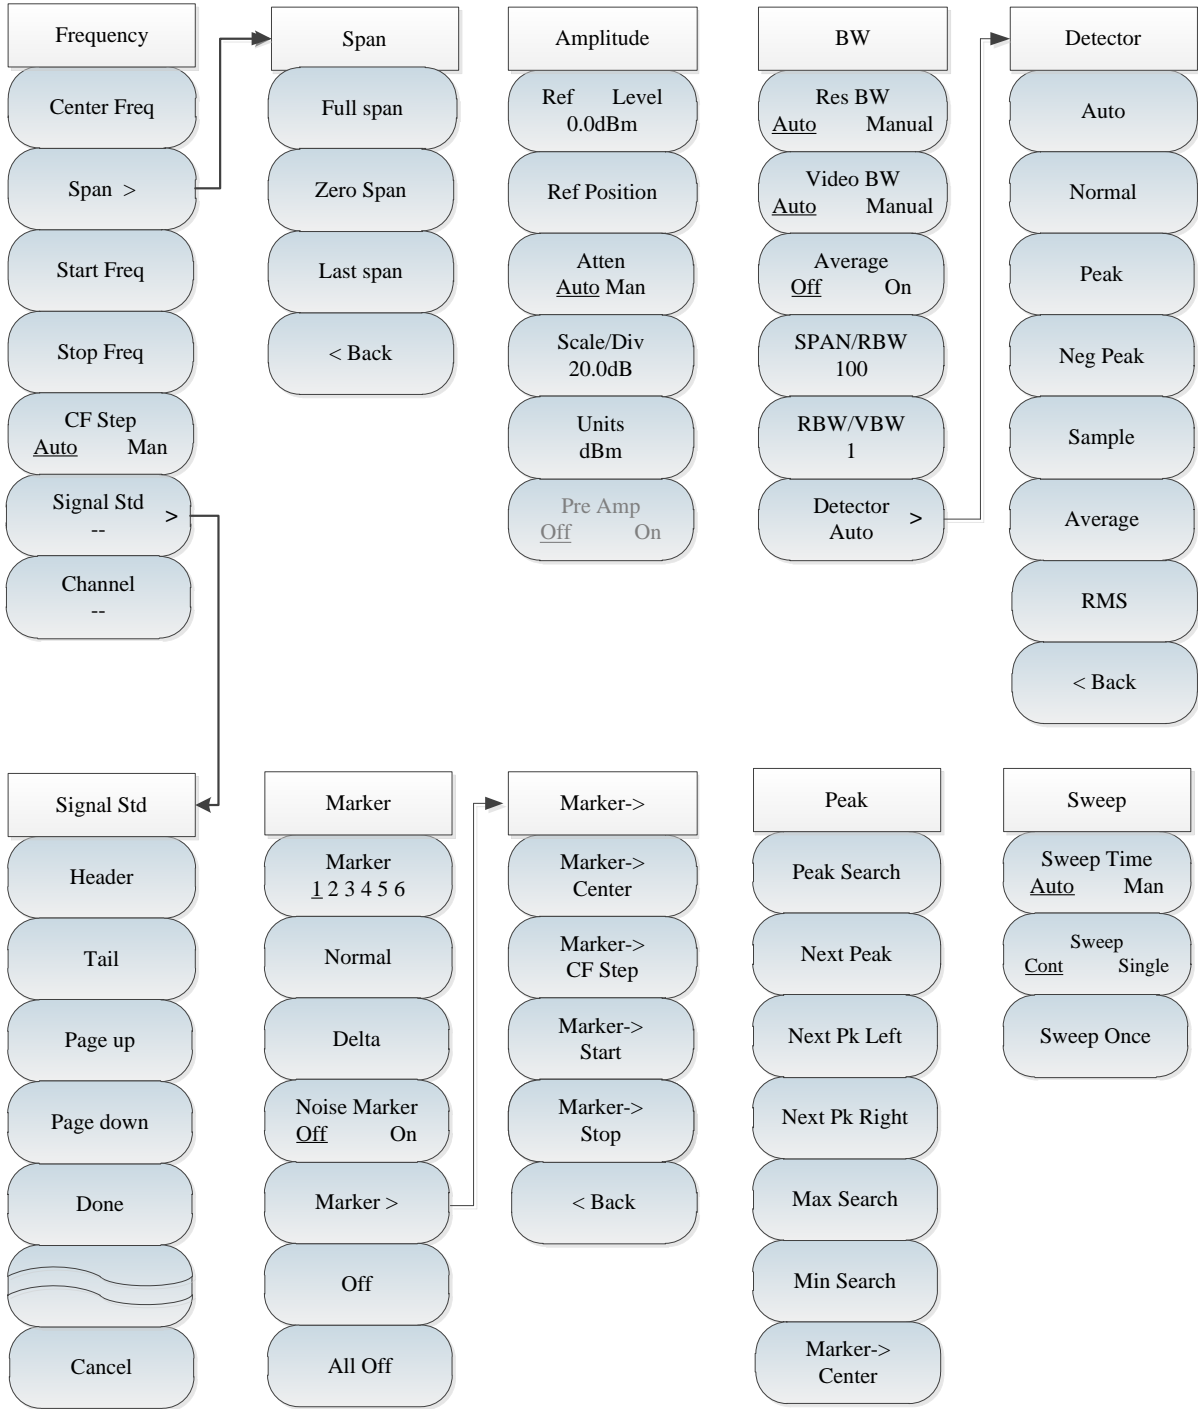 Frequency
Center Freq
Span >
Start Freq
Stop Freq
CF Step
Auto Man
Signal Std >
--
Channel
--
Span
Full span
Zero Span
Last span
< Back
Amplitude
Ref Level
0.0dBm
Ref Position
Atten
Auto Man
Scale/Div
20.0dB
Units
dBm
Pre Amp
Off On
BW
Res BW
Auto Manual
Video BW
Auto Manual
Average
Off On
SPAN/RBW
100
RBW/VBW
1
Detector >
Auto
Detector
Auto
Normal
Peak
Neg Peak
Sample
Average
RMS
< Back
Signal Std
Header
Tail
Page up
Page down
Done
Cancel
Marker
Marker
1 2 3 4 5 6
Normal
Delta
Noise Marker
Off On
Marker >
Off
All Off
Marker->
Marker->
Center
Marker->
CF Step
Marker->
Start
Marker->
Stop
< Back
Peak
Peak Search
Next Peak
Next Pk Left
Next Pk Right
Max Search
Min Search
Marker->
Center
Sweep
Sweep Time
Auto Man
Sweep
Cont Single
Sweep Once